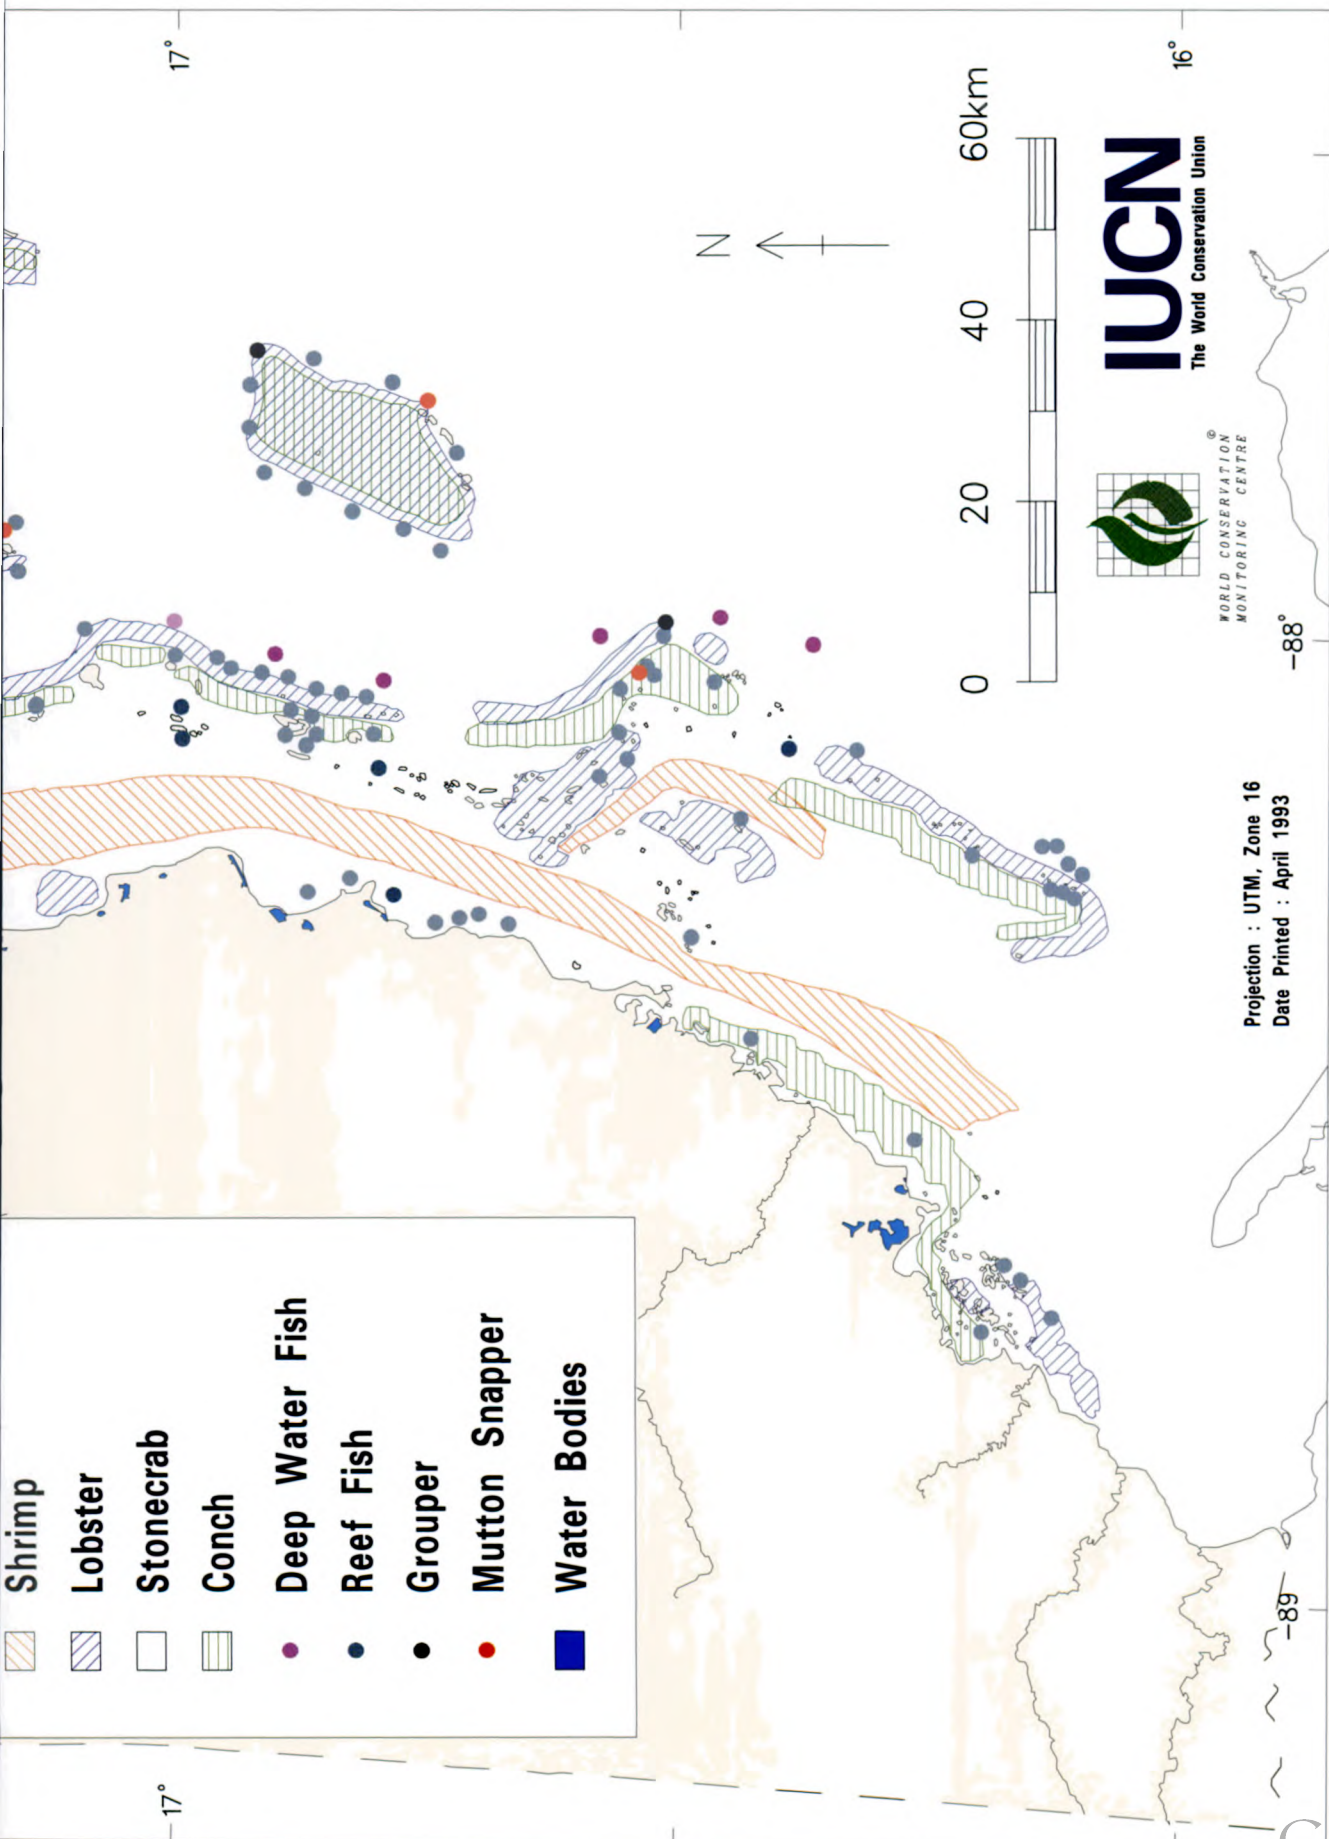 Shrimp
Lobster
Stonecrab
Conch
Deep Water Fish
Reef Fish
Grouper
Mutton Snapper
Water Bodies
17°
17°
16°
N
0 20 40 60km
IUCN
The World Conservation Union
WORLD CONSERVATION ©
MONITORING CENTRE
-88°
-89
Projection : UTM, Zone 16
Date Printed : April 1993